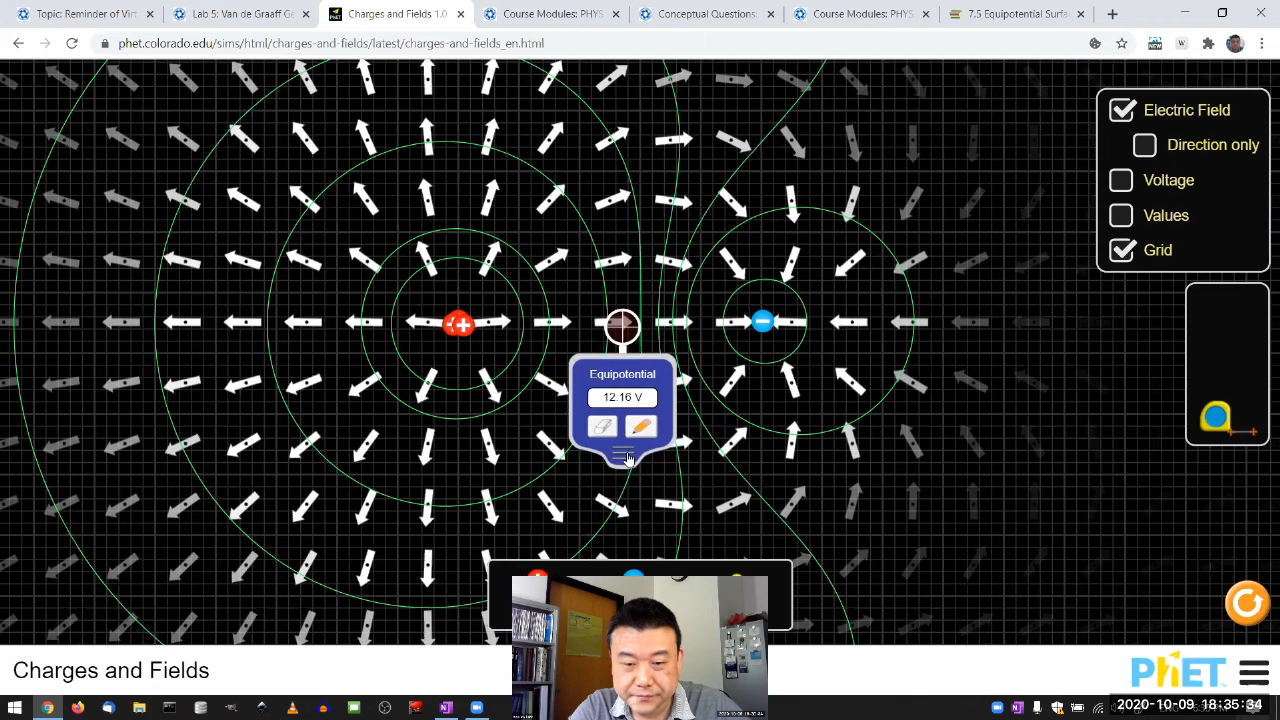 Topic Reminder of Virt
Lab 5: Van de Graaff Ge
Charges and Fields 1.0
Course Modules: PHYS
Conceptual Questions:
Course Modules: PHYS
7.5 Equipotential Surfa
phet.colorado.edu/sims/html/charges-and-fields/latest/charges-and-fields_en.html
NEW
W
Electric Field
Direction only
Voltage
Values
Grid
+
−
Equipotential
12.16 V
Charges and Fields
PhET
2020-10-09 18:35:34